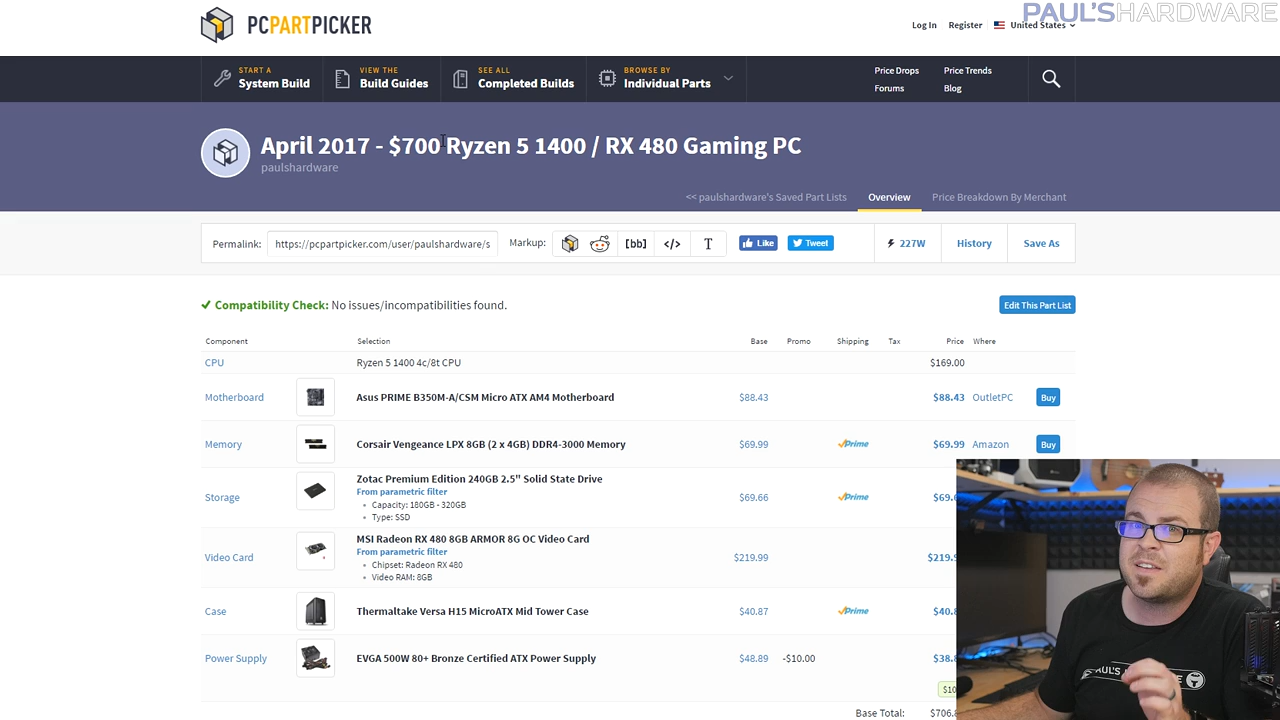 PAUL'SHARDWARE
PCPARTPICKER
Log In Register United States
START A
System Build
VIEW THE
Build Guides
SEE ALL
Completed Builds
BROWSE BY
Individual Parts
Price Drops Price Trends
Forums Blog
April 2017 - $700 Ryzen 5 1400 / RX 480 Gaming PC
paulshardware
<< paulshardware's Saved Part Lists Overview Price Breakdown By Merchant
Permalink: https://pcpartpicker.com/user/paulshardware/s Markup: [bb] </> T Like Tweet 227W History Save As
Compatibility Check: No issues/incompatibilities found. Edit This Part List
Component Selection Base Promo Shipping Tax Price Where
CPU Ryzen 5 1400 4c/8t CPU $169.00
Motherboard Asus PRIME B350M-A/CSM Micro ATX AM4 Motherboard $88.43 $88.43 OutletPC Buy
Memory Corsair Vengeance LPX 8GB (2 x 4GB) DDR4-3000 Memory $69.99 Prime $69.99 Amazon Buy
Zotac Premium Edition 240GB 2.5" Solid State Drive
From parametric filter
Storage $69.66 Prime $69.
• Capacity: 180GB - 320GB
• Type: SSD
MSI Radeon RX 480 8GB ARMOR 8G OC Video Card
From parametric filter
Video Card $219.99 $219.
• Chipset: Radeon RX 480
• Video RAM: 8GB
Case Thermaltake Versa H15 MicroATX Mid Tower Case $40.87 Prime $40.
Power Supply EVGA 500W 80+ Bronze Certified ATX Power Supply $48.89 -$10.00 $38.
$10
Base Total: $706.